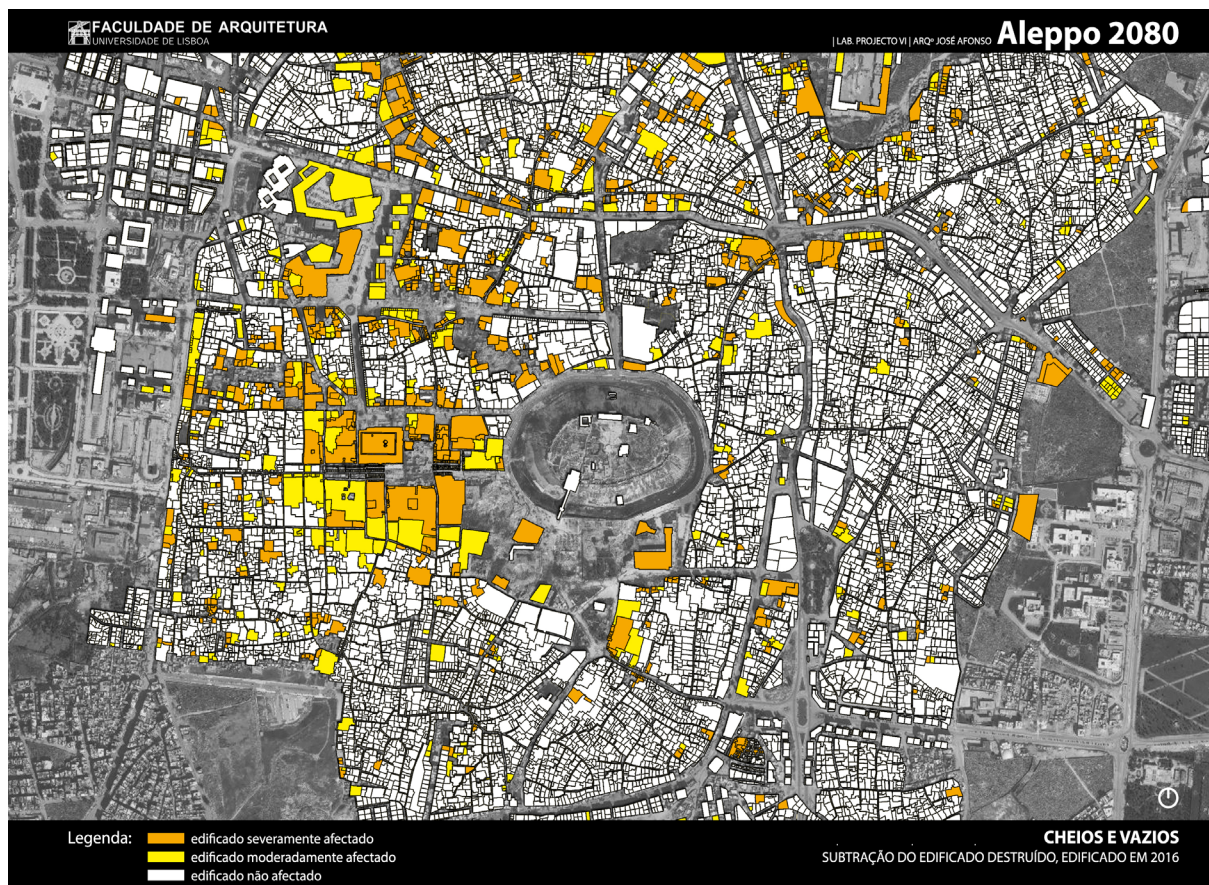 FACULDADE DE ARQUITETURA
UNIVERSIDADE DE LISBOA
| LAB. PROJECTO VI | ARQº JOSÉ AFONSO Aleppo 2080
Legenda:
edificado severamente afectado
edificado moderadamente afectado
edificado não afectado
CHEIOS E VAZIOS
SUBTRAÇÃO DO EDIFICADO DESTRUÍDO, EDIFICADO EM 2016